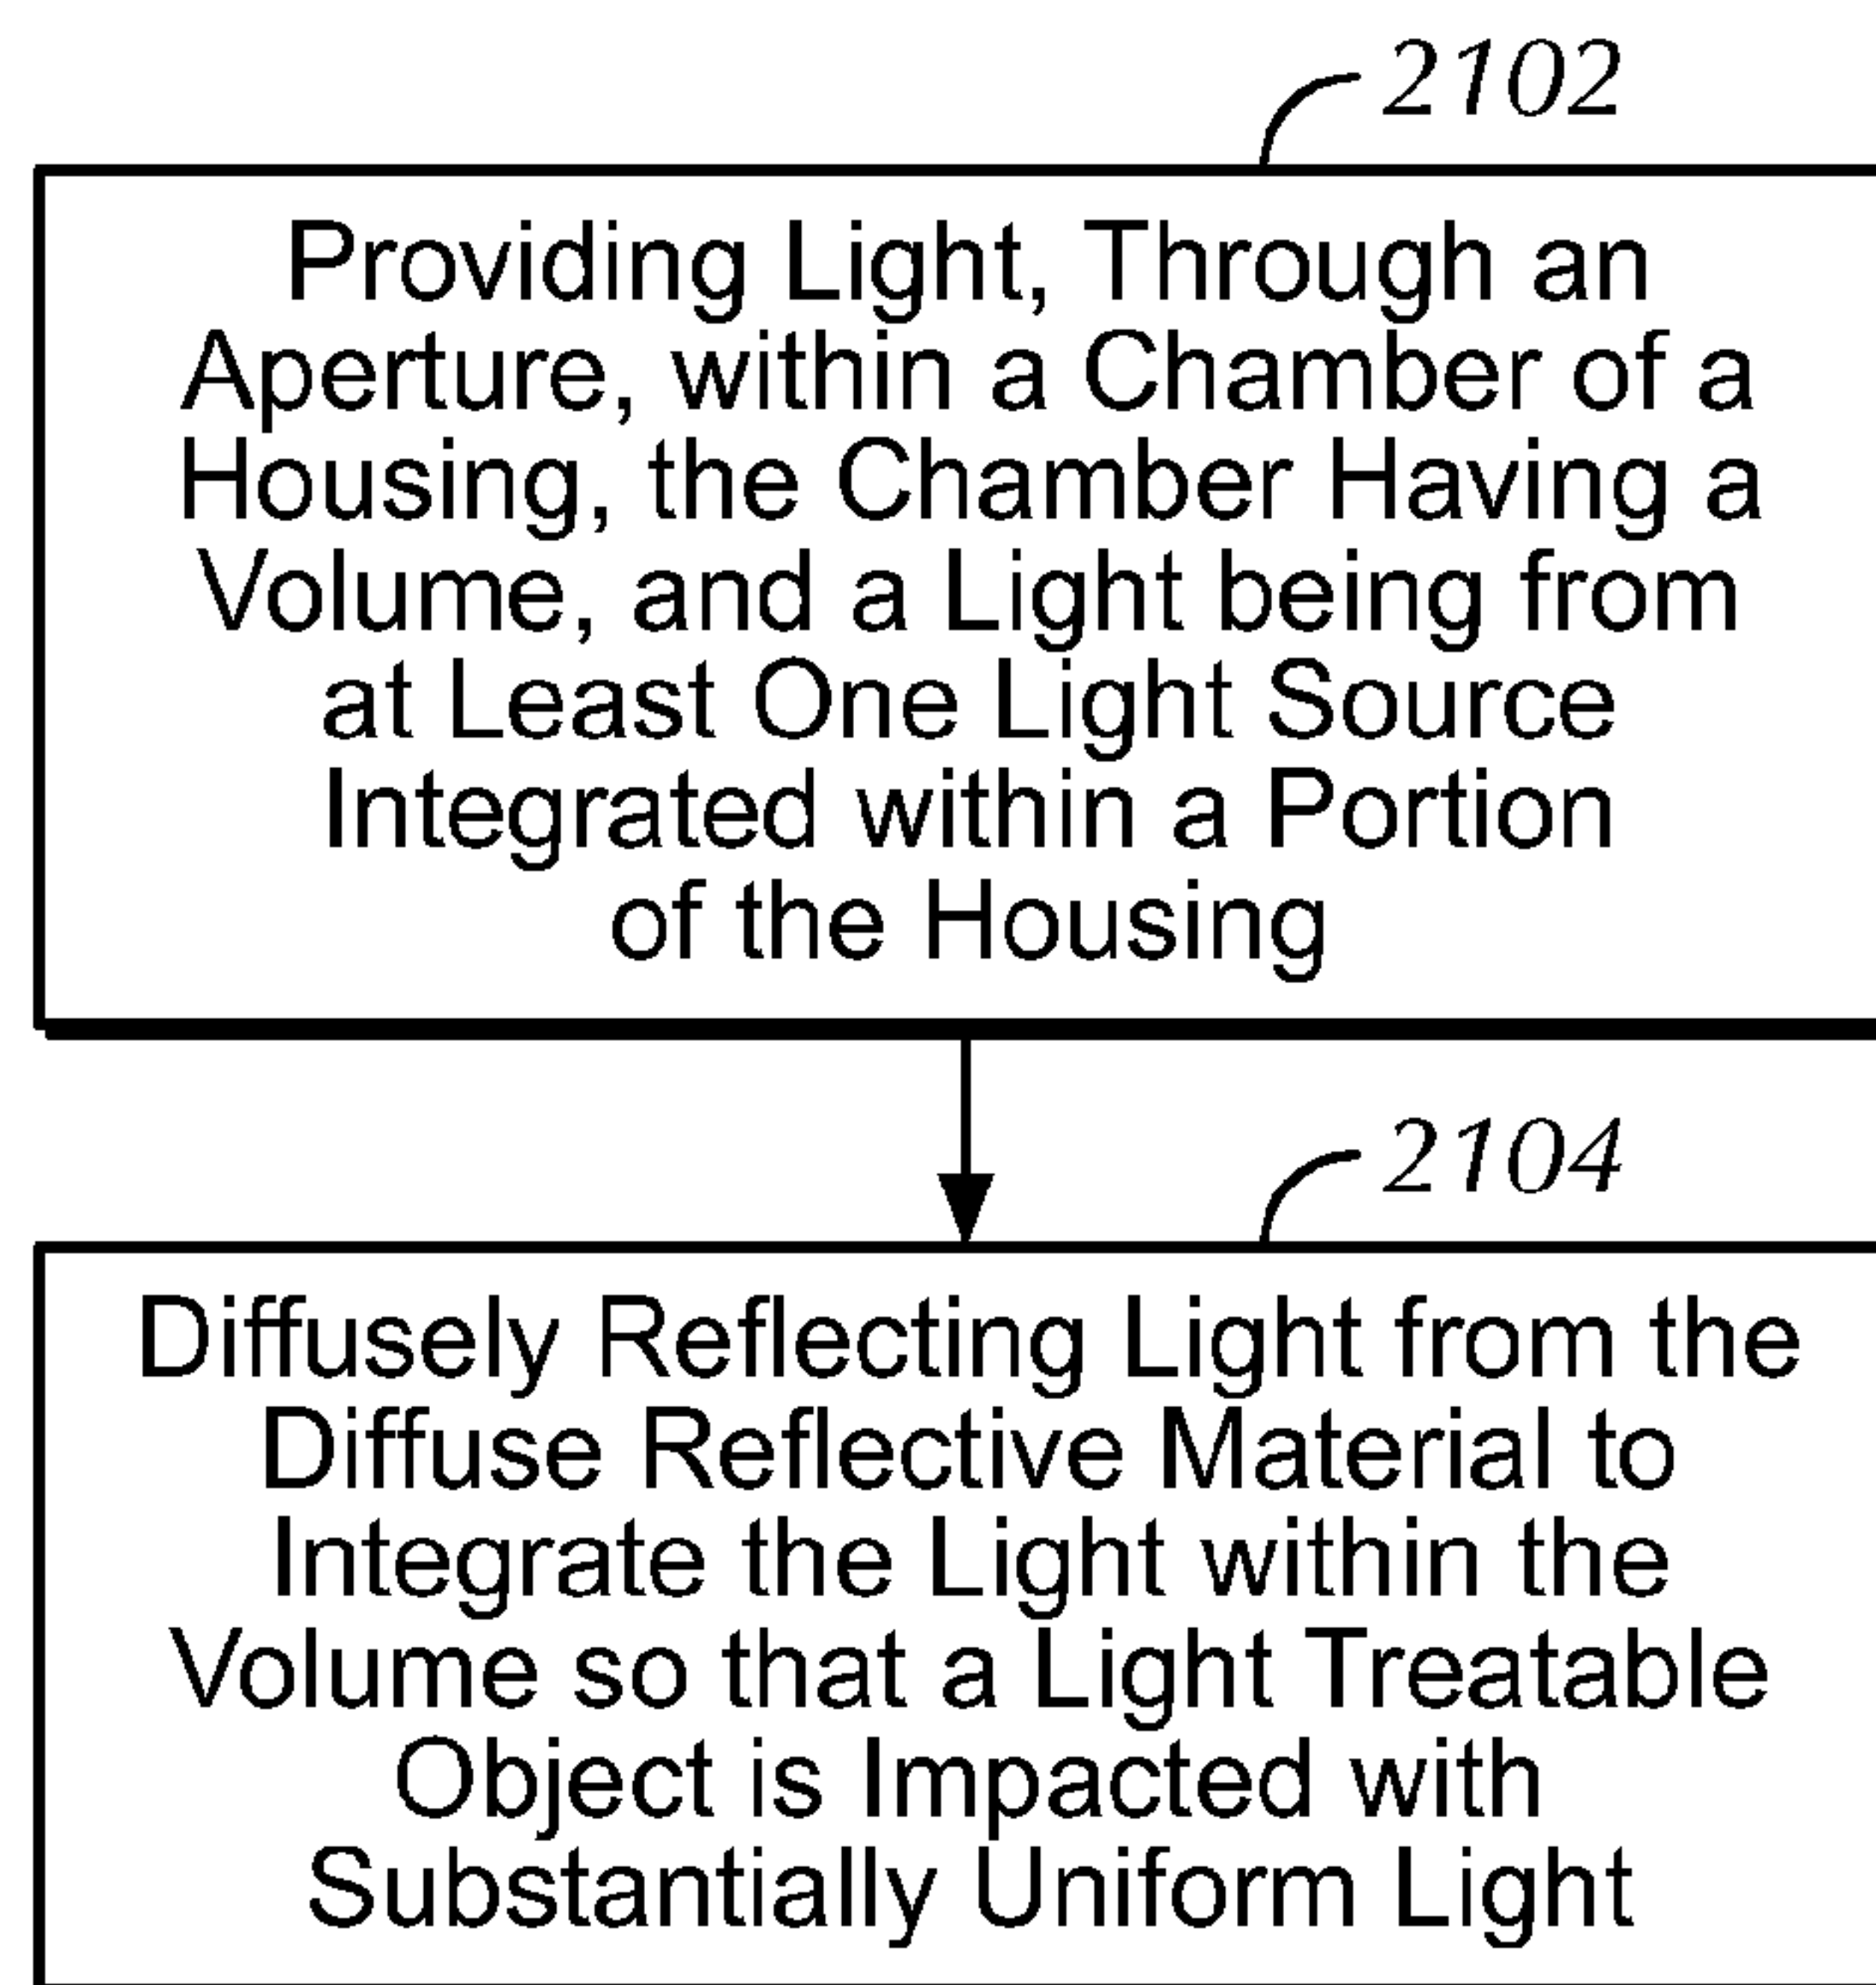 2102
Providing Light, Through an
Aperture, within a Chamber of a
Housing, the Chamber Having a
Volume, and a Light being from
at Least One Light Source
Integrated within a Portion
of the Housing
2104
Diffusely Reflecting Light from the
Diffuse Reflective Material to
Integrate the Light within the
Volume so that a Light Treatable
Object is Impacted with
Substantially Uniform Light